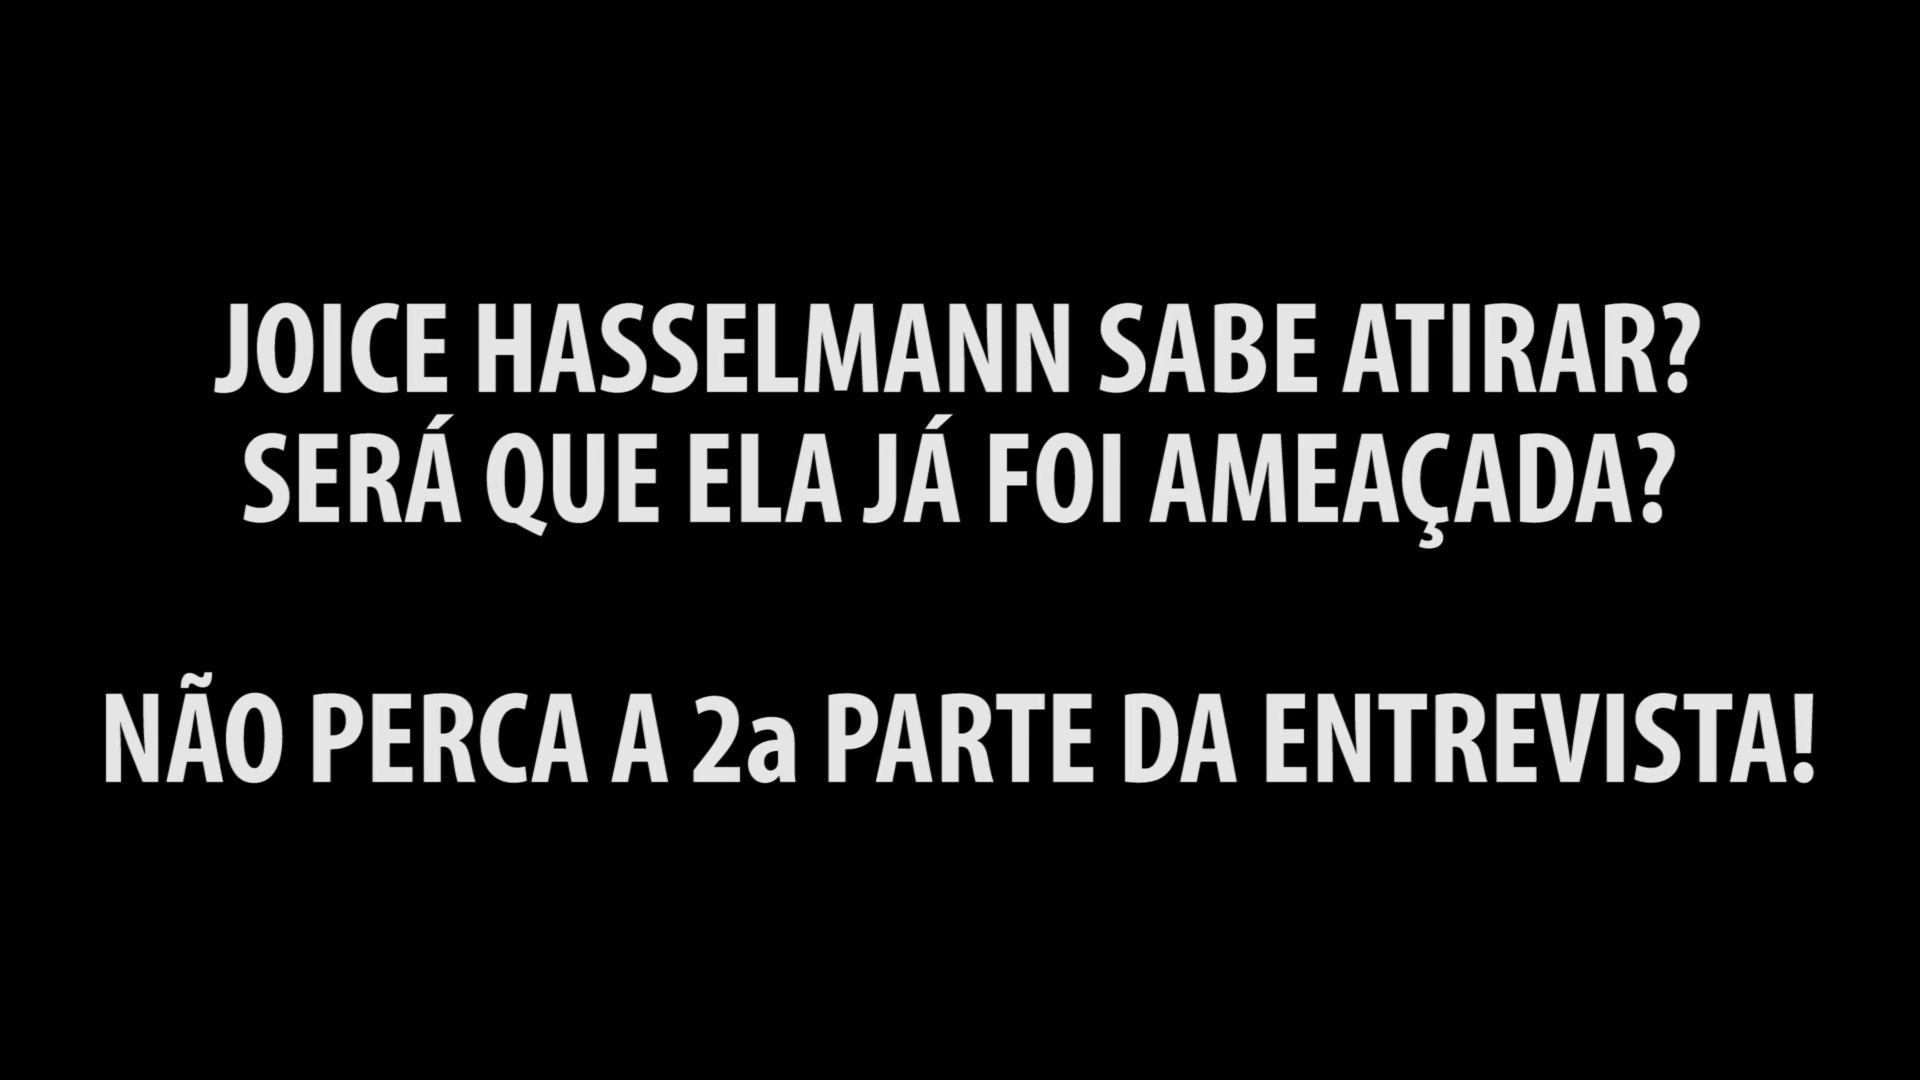 JOICE HASSELMANN SABE ATIRAR?
SERÁ QUE ELA JÁ FOI AMEAÇADA?
NÃO PERCA A 2a PARTE DA ENTREVISTA!